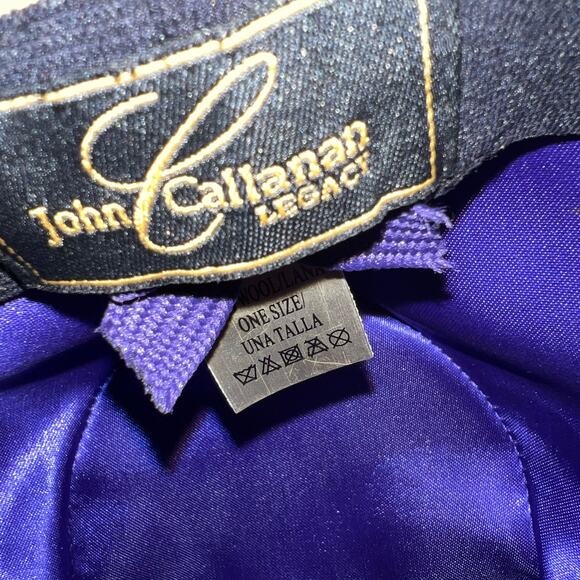 John Callanan
LEGACY
WOOL/LANA
ONE SIZE/
UNA TALLA